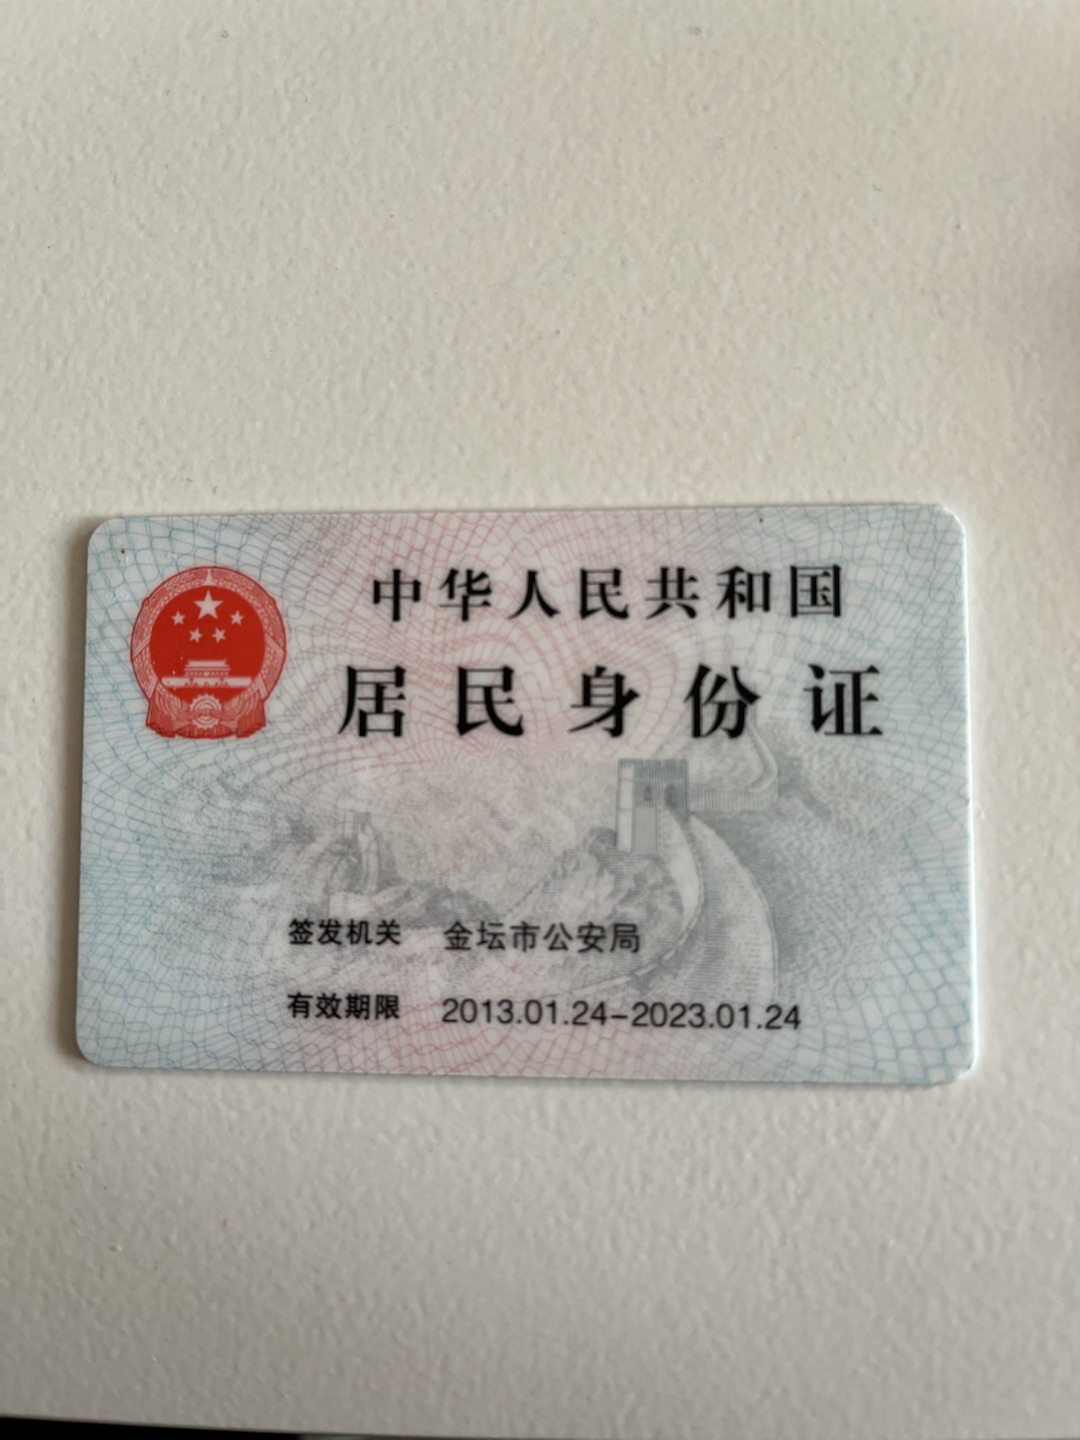 中华人民共和国
居民身份证
签发机关 金坛市公安局
有效期限 2013.01.24-2023.01.24